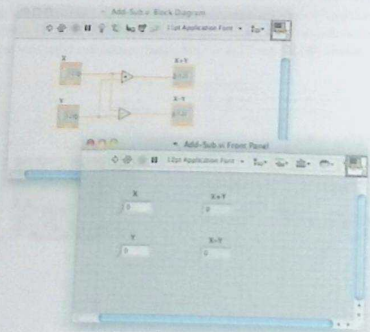 Add-Sub.vi Block Diagram
11pt Application Font
X
X+Y
Y
X-Y
Add-Sub.vi Front Panel
12pt Application Font
X
X+Y
0
0
Y
X-Y
0
0